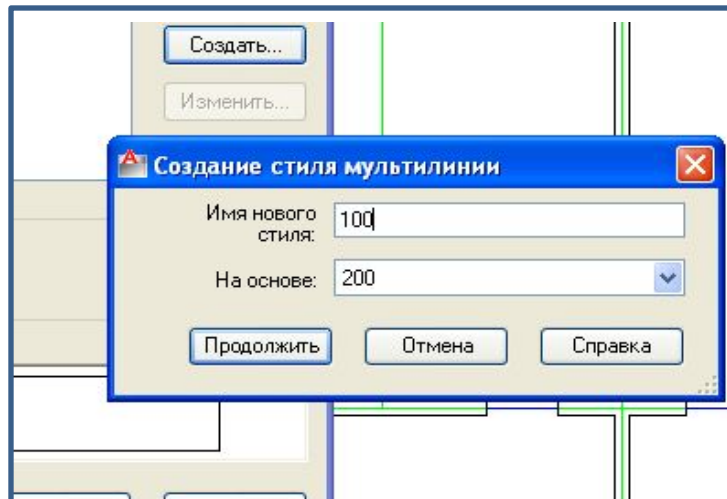 Создать...
Изменить...
Создание стиля мультилинии
Имя нового
стиля:
100
На основе:
200
Продолжить
Отмена
Справка